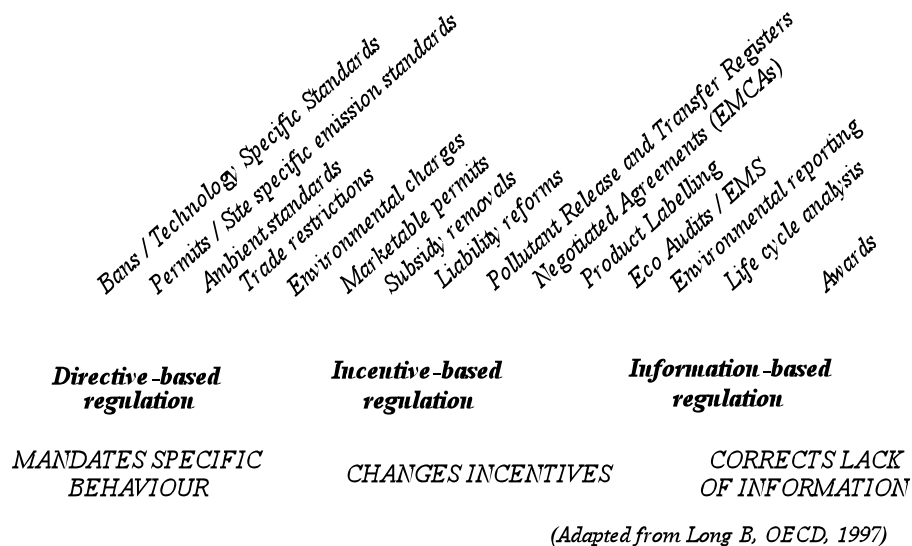 Bans / Technology Specific Standards
Permits / Site specific emission standards
Ambient standards
Trade restrictions
Environmental charges
Marketable permits
Subsidy removals
Liability reforms
Pollutant Release and Transfer Registers
Negotiated Agreements (EMCAs)
Product Labelling
Eco Audits / EMS
Environmental reporting
Life cycle analysis
Awards
Directive-based
regulation
Incentive-based
regulation
Information-based
regulation
MANDATES SPECIFIC
BEHAVIOUR
CHANGES INCENTIVES
CORRECTS LACK
OF INFORMATION
(Adapted from Long B, OECD, 1997)